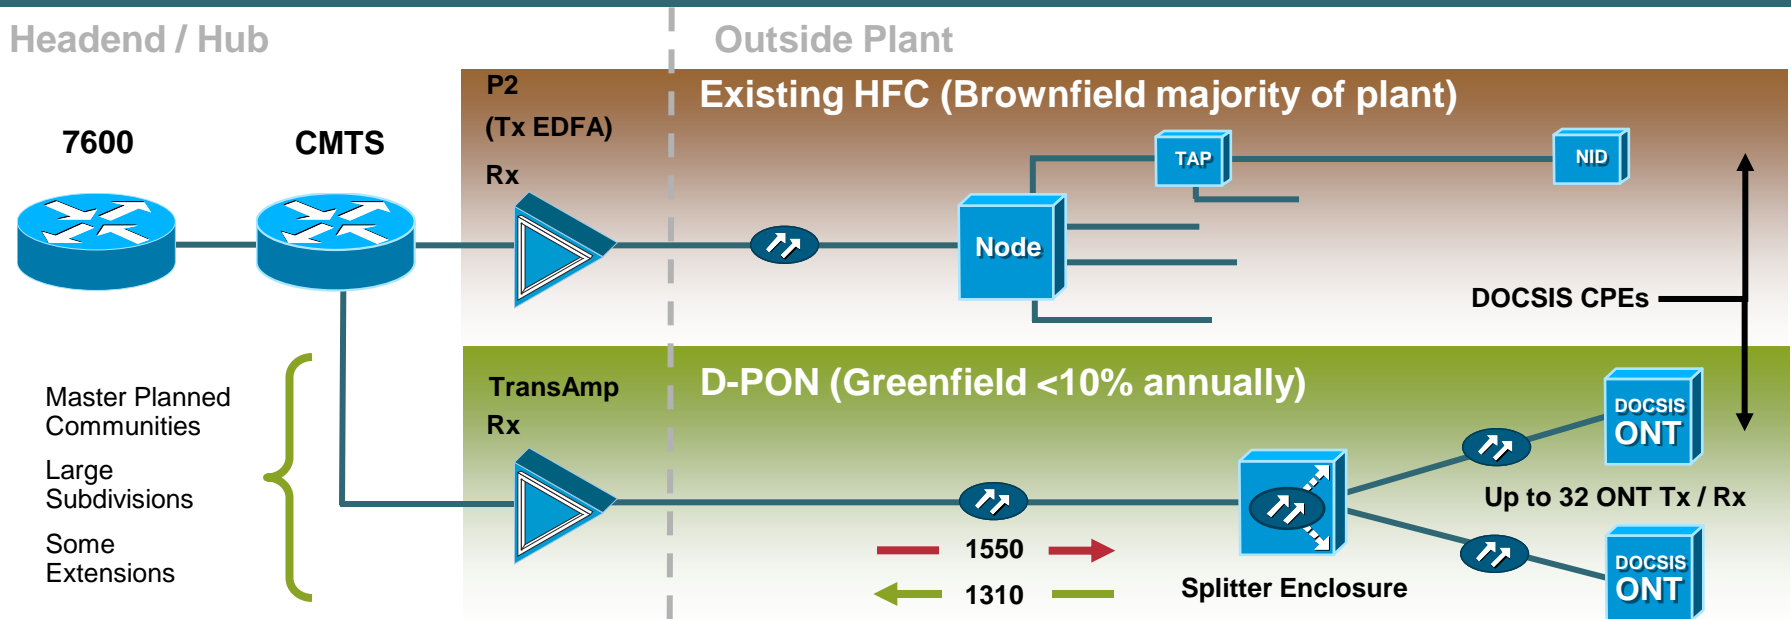 Headend / Hub
Outside Plant
P2
(Tx EDFA)
Rx
Existing HFC (Brownfield majority of plant)
7600
CMTS
TAP
NID
Node
DOCSIS CPEs
TransAmp
Rx
D-PON (Greenfield <10% annually)
Master Planned
Communities
Large
Subdivisions
Some
Extensions
DOCSIS
ONT
Up to 32 ONT Tx / Rx
1550
1310
Splitter Enclosure
DOCSIS
ONT